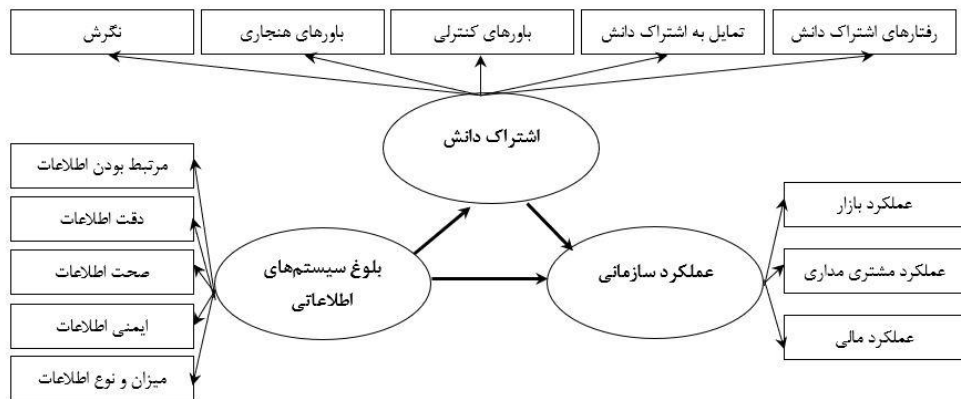 رفتارهای اشتراک دانش
تمایل به اشتراک دانش
باورهای کنترلی
باورهای هنجاری
نگرش
اشتراک دانش
مرتبط بودن اطلاعات
دقت اطلاعات
صحت اطلاعات
ایمنی اطلاعات
میزان و نوع اطلاعات
بلوغ سیستم‌های
اطلاعاتی
عملکرد سازمانی
عملکرد بازار
عملکرد مشتری مداری
عملکرد مالی